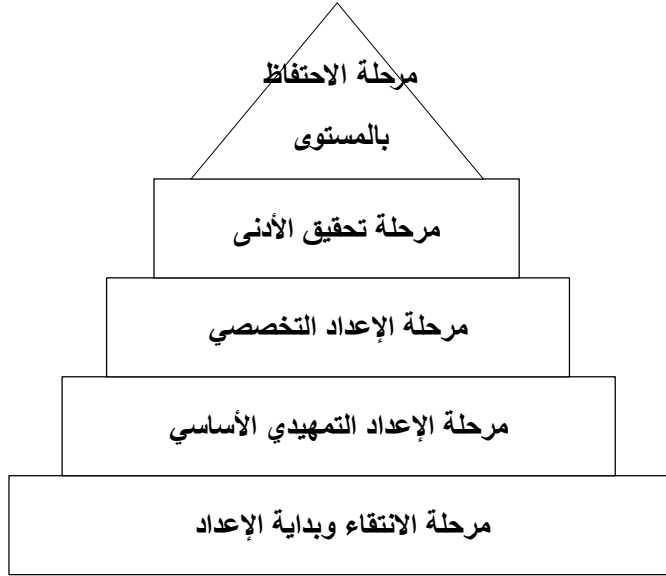 مرحلة الاحتفاظ
بالمستوى
مرحلة تحقيق الأدنى
مرحلة الإعداد التخصصي
مرحلة الإعداد التمهيدي الأساسي
مرحلة الانتقاء وبداية الإعداد